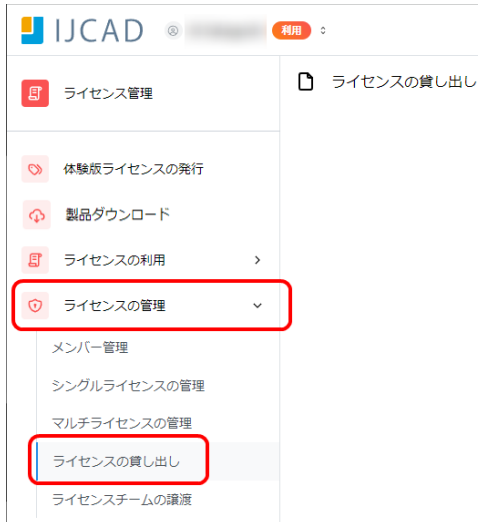 IJCAD
利用
ライセンス管理
ライセンスの貸し出し
体験版ライセンスの発行
製品ダウンロード
ライセンスの利用
ライセンスの管理
メンバー管理
シングルライセンスの管理
マルチライセンスの管理
ライセンスの貸し出し
ライセンスチームの譲渡